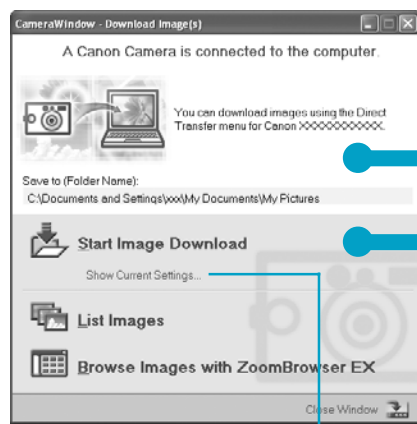 CameraWindow - Download Image(s)
A Canon Camera is connected to the computer.
You can download images using the Direct
Transfer menu for Canon XXXXXXXXXXXX.
Save to (Folder Name):
C:\Documents and Settings\xxx\My Documents\My Pictures
Start Image Download
Show Current Settings...
List Images
Browse Images with ZoomBrowser EX
Close Window